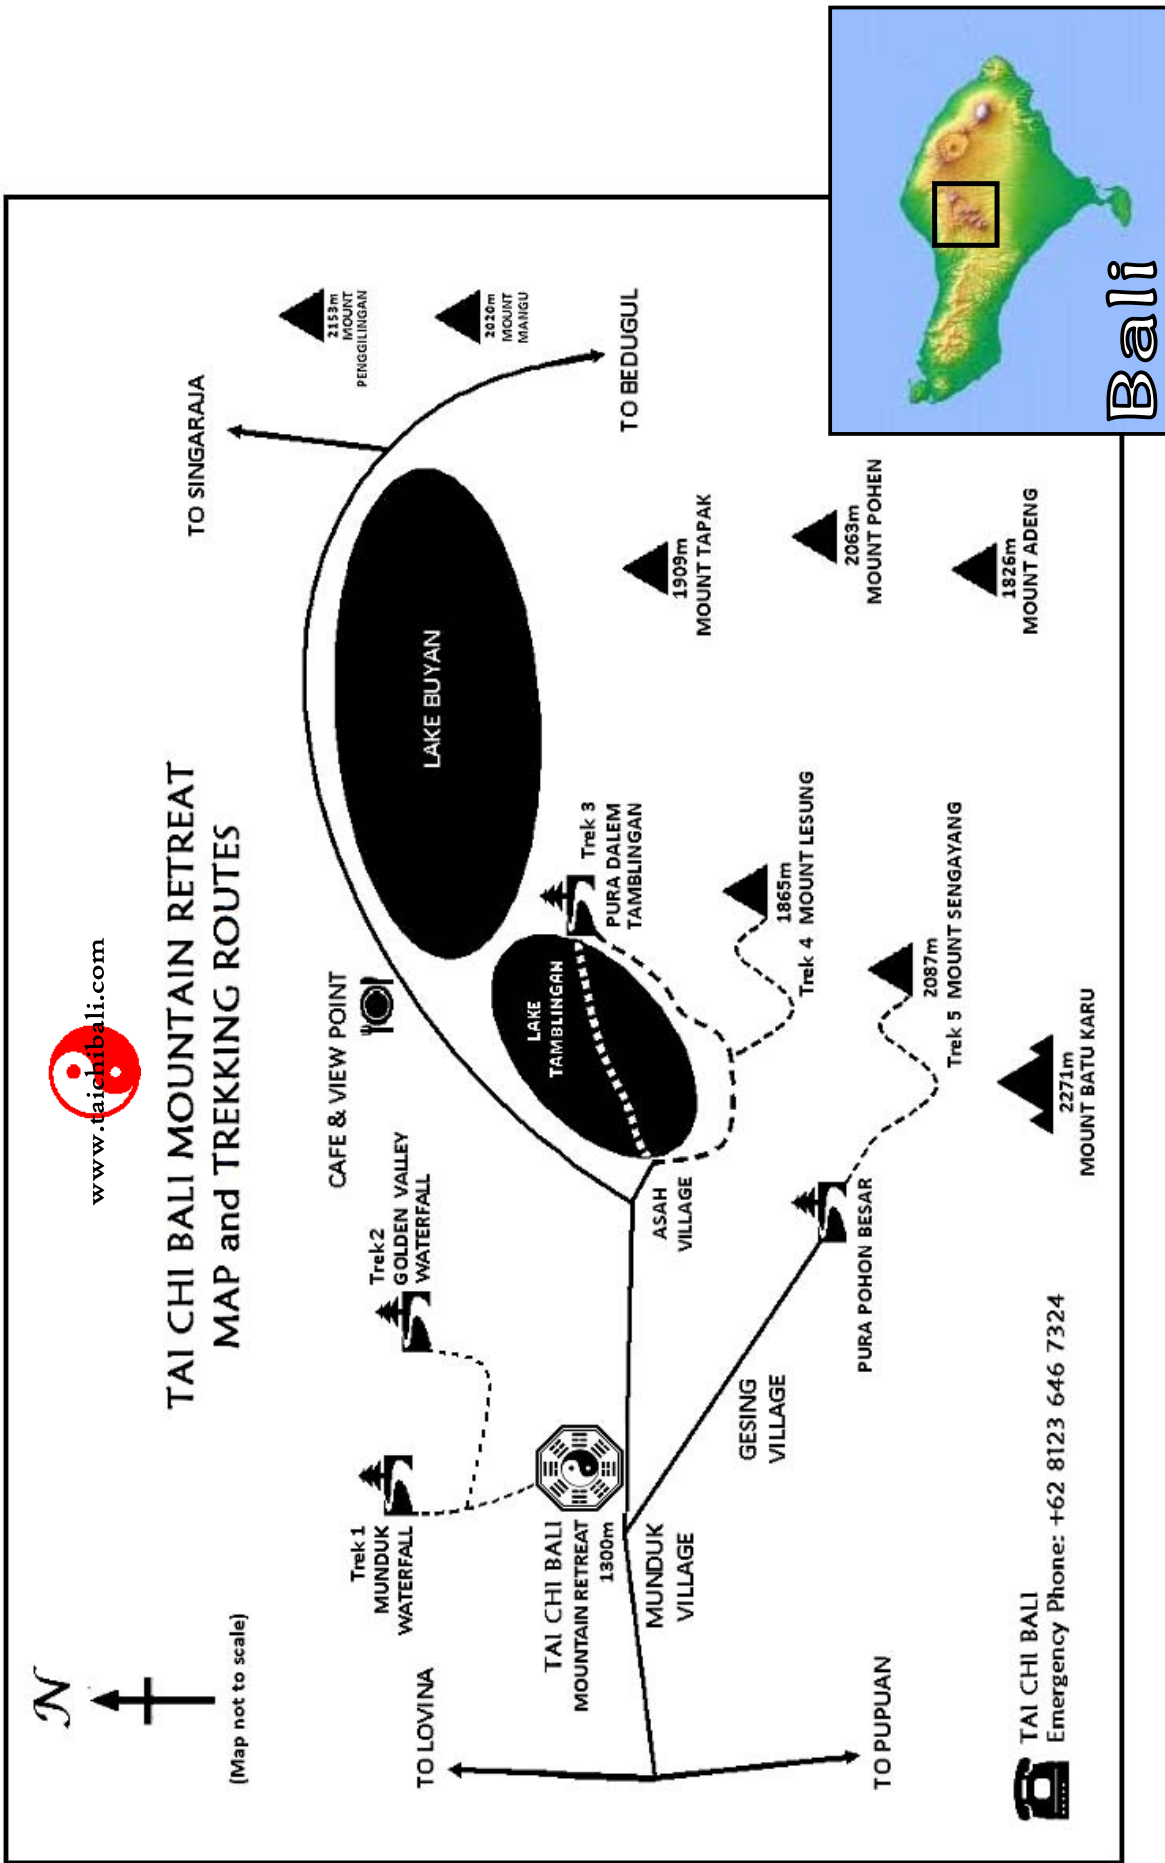 www.taichibali.com
TAI CHI BALI MOUNTAIN RETREAT
MAP and TREKKING ROUTES
N
(Map not to scale)
TO SINGARAJA
2153m
MOUNT
PENGGILINGAN
2020m
MOUNT
MANGU
TO BEDUGUL
CAFE & VIEW POINT
LAKE BUYAN
Trek 1
MUNDUK
WATERFALL
Trek2
GOLDEN VALLEY
WATERFALL
TO LOVINA
TAI CHI BALI
MOUNTAIN RETREAT
1300m
LAKE
TAMBLINGAN
Trek 3
PURA DALEM
TAMBLINGAN
ASAH
VILLAGE
MUNDUK
VILLAGE
1909m
MOUNT TAPAK
GESING
VILLAGE
1865m
Trek 4 MOUNT LESUNG
2063m
MOUNT POHEN
PURA POHON BESAR
TO PUPUAN
2087m
Trek 5 MOUNT SENGAYANG
1826m
MOUNT ADENG
2271m
MOUNT BATU KARU
TAI CHI BALI
Emergency Phone: +62 8123 646 7324
Bali